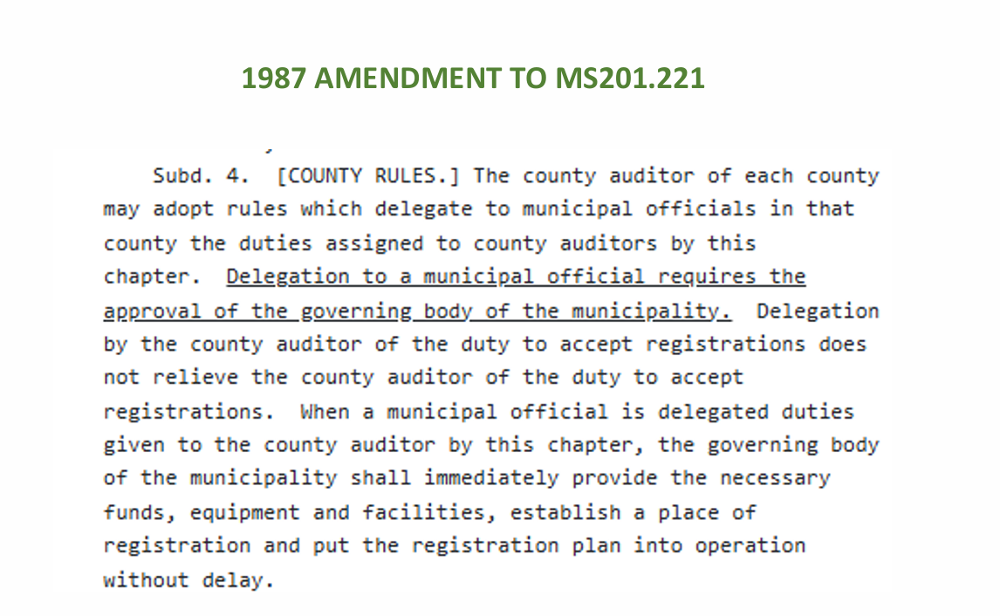 1987 AMENDMENT TO MS201.221
Subd. 4.  [COUNTY RULES.] The county auditor of each county
may adopt rules which delegate to municipal officials in that
county the duties assigned to county auditors by this
chapter.  Delegation to a municipal official requires the
approval of the governing body of the municipality.  Delegation
by the county auditor of the duty to accept registrations does
not relieve the county auditor of the duty to accept
registrations.  When a municipal official is delegated duties
given to the county auditor by this chapter, the governing body
of the municipality shall immediately provide the necessary
funds, equipment and facilities, establish a place of
registration and put the registration plan into operation
without delay.